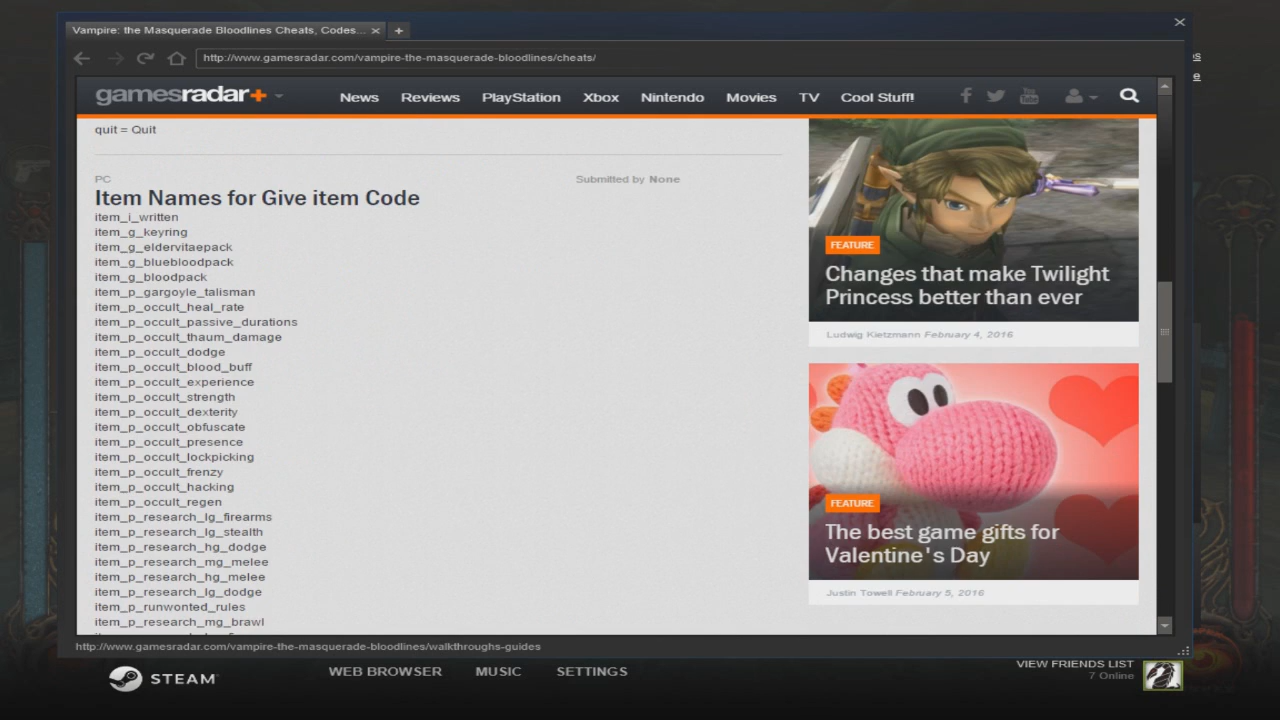 Vampire: the Masquerade Bloodlines Cheats, Codes...
http://www.gamesradar.com/vampire-the-masquerade-bloodlines/cheats/
gamesradar+
News Reviews PlayStation Xbox Nintendo Movies TV Cool Stuff!
quit = Quit
PC
Submitted by None
Item Names for Give item Code
item_i_written
item_g_keyring
item_g_eldervitaepack
item_g_bluebloodpack
item_g_bloodpack
item_p_gargoyle_talisman
item_p_occult_heal_rate
item_p_occult_passive_durations
item_p_occult_thaum_damage
item_p_occult_dodge
item_p_occult_blood_buff
item_p_occult_experience
item_p_occult_strength
item_p_occult_dexterity
item_p_occult_obfuscate
item_p_occult_presence
item_p_occult_lockpicking
item_p_occult_frenzy
item_p_occult_hacking
item_p_occult_regen
item_p_research_lg_firearms
item_p_research_lg_stealth
item_p_research_hg_dodge
item_p_research_mg_melee
item_p_research_hg_melee
item_p_research_lg_dodge
item_p_runwonted_rules
item_p_research_mg_brawl
FEATURE
Changes that make Twilight
Princess better than ever
Ludwig Kietzmann February 4, 2016
FEATURE
The best game gifts for
Valentine's Day
Justin Towell February 5, 2016
http://www.gamesradar.com/vampire-the-masquerade-bloodlines/walkthroughs-guides
STEAM
WEB BROWSER MUSIC SETTINGS
VIEW FRIENDS LIST
7 Online